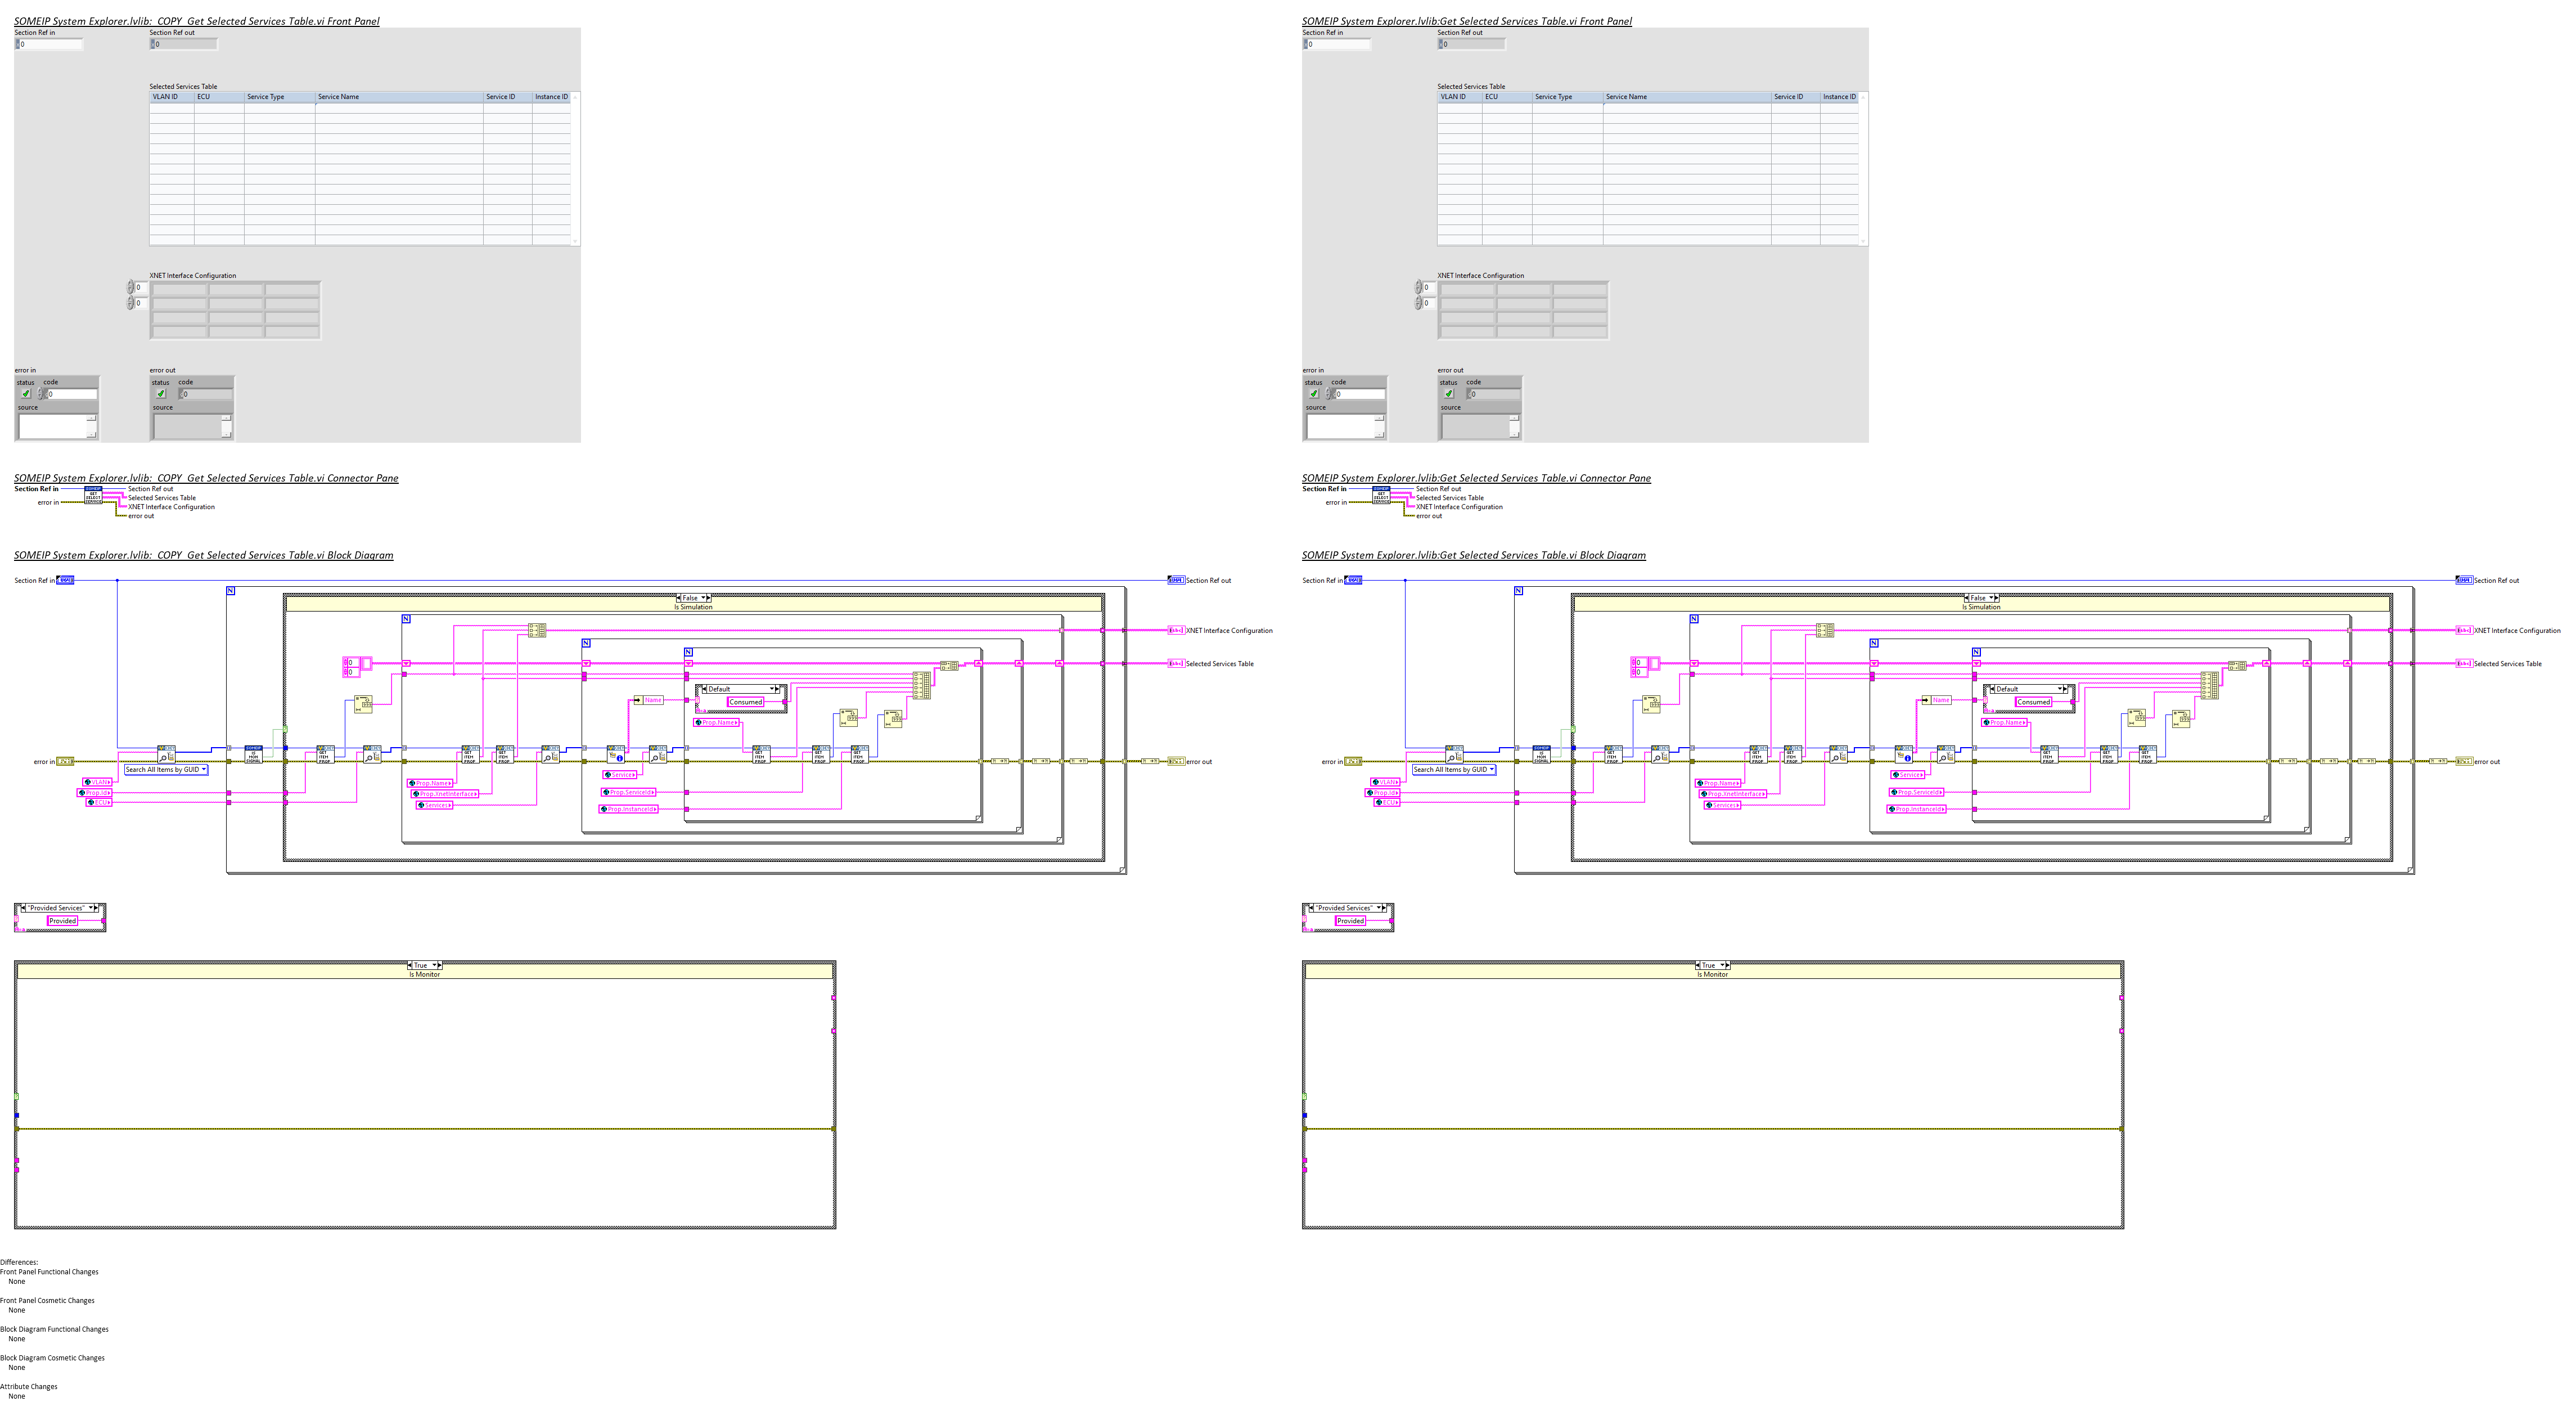 SOMEIP System Explorer.lvlib:_COPY_Get Selected Services Table.vi Front Panel
Section Ref in
Section Ref out
0
0
Selected Services Table
VLAN ID ECU Service Type Service Name Service ID Instance ID
XNET Interface Configuration
0
0
error in
error out
status code
status code
0
0
source
source
SOMEIP System Explorer.lvlib:_COPY_Get Selected Services Table.vi Connector Pane
Section Ref in
Section Ref out
Selected Services Table
error in
XNET Interface Configuration
error out
SOMEIP System Explorer.lvlib:_COPY_Get Selected Services Table.vi Block Diagram
Section Ref in
Section Ref out
N
False
Is Simulation
N
XNET Interface Configuration
N
N
0
0
Selected Services Table
Default
Consumed
Name
Prop.Name
error in
error out
Search All Items by GUID
Service
VLAN
Prop.Name
Prop.Id
Prop.XnetInterface
Prop.ServiceId
ECU
Services
Prop.InstanceId
"Provided Services"
Provided
True
Is Monitor
Differences:
Front Panel Functional Changes
None
Front Panel Cosmetic Changes
None
Block Diagram Functional Changes
None
Block Diagram Cosmetic Changes
None
Attribute Changes
None
SOMEIP System Explorer.lvlib:Get Selected Services Table.vi Front Panel
Section Ref in
Section Ref out
0
0
Selected Services Table
VLAN ID ECU Service Type Service Name Service ID Instance ID
XNET Interface Configuration
0
0
error in
error out
status code
status code
0
0
source
source
SOMEIP System Explorer.lvlib:Get Selected Services Table.vi Connector Pane
Section Ref in
Section Ref out
Selected Services Table
error in
XNET Interface Configuration
error out
SOMEIP System Explorer.lvlib:Get Selected Services Table.vi Block Diagram
Section Ref in
Section Ref out
N
False
Is Simulation
N
XNET Interface Configuration
N
N
0
0
Selected Services Table
Default
Consumed
Name
Prop.Name
error in
error out
Search All Items by GUID
Service
VLAN
Prop.Name
Prop.Id
Prop.XnetInterface
Prop.ServiceId
ECU
Services
Prop.InstanceId
"Provided Services"
Provided
True
Is Monitor